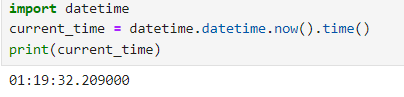 import datetime
current_time = datetime.datetime.now().time()
print(current_time)
01:19:32.209000